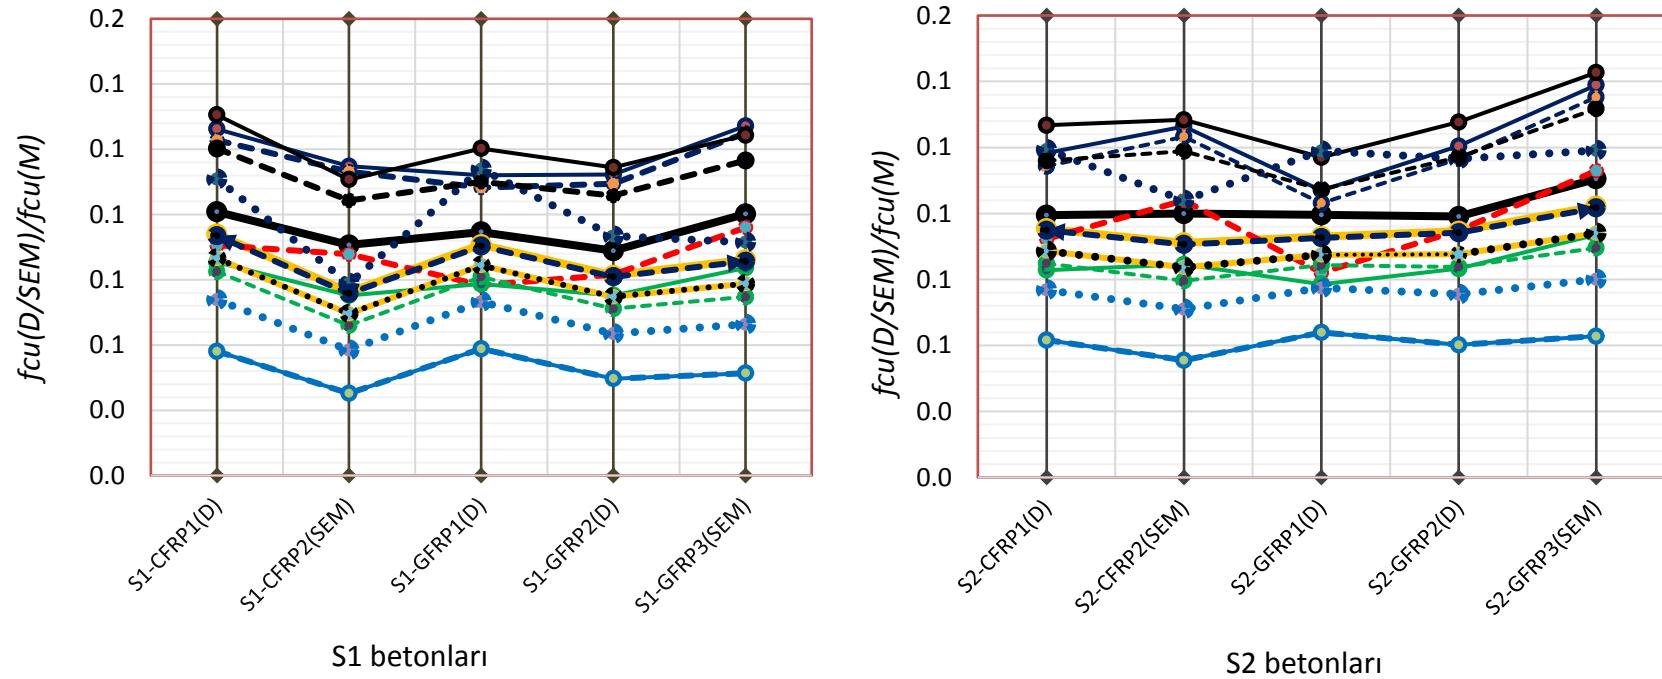 0.2
0.1
0.1
0.1
0.1
0.1
0.0
0.0
fcu(D/SEM)/fcu(M)
S1-CFRP1(D)
S1-CFRP2(SEM)
S1-GFRP1(D)
S1-GFRP2(D)
S1-GFRP3(SEM)
S1 betonları
0.2
0.1
0.1
0.1
0.1
0.1
0.0
0.0
fcu(D/SEM)/fcu(M)
S2-CFRP1(D)
S2-CFRP2(SEM)
S2-GFRP1(D)
S2-GFRP2(D)
S2-GFRP3(SEM)
S2 betonları